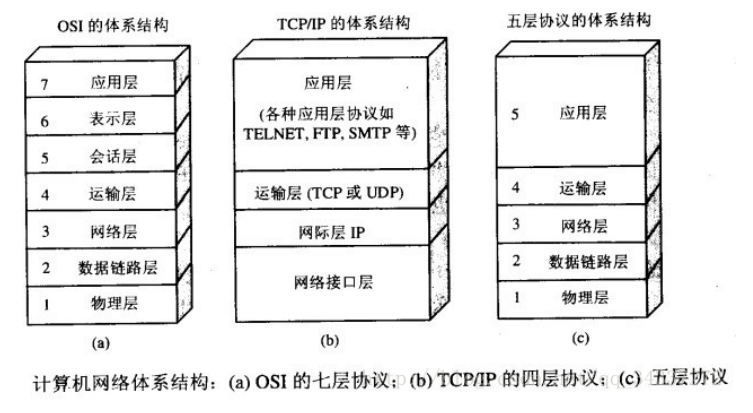 OSI 的体系结构
7 应用层
6 表示层
5 会话层
4 运输层
3 网络层
2 数据链路层
1 物理层
(a)
TCP/IP 的体系结构
应用层
(各种应用层协议如
TELNET, FTP, SMTP 等)
运输层 (TCP 或 UDP)
网际层 IP
网络接口层
(b)
五层协议的体系结构
5 应用层
4 运输层
3 网络层
2 数据链路层
1 物理层
(c)
计算机网络体系结构：(a) OSI 的七层协议；(b) TCP/IP 的四层协议；(c) 五层协议